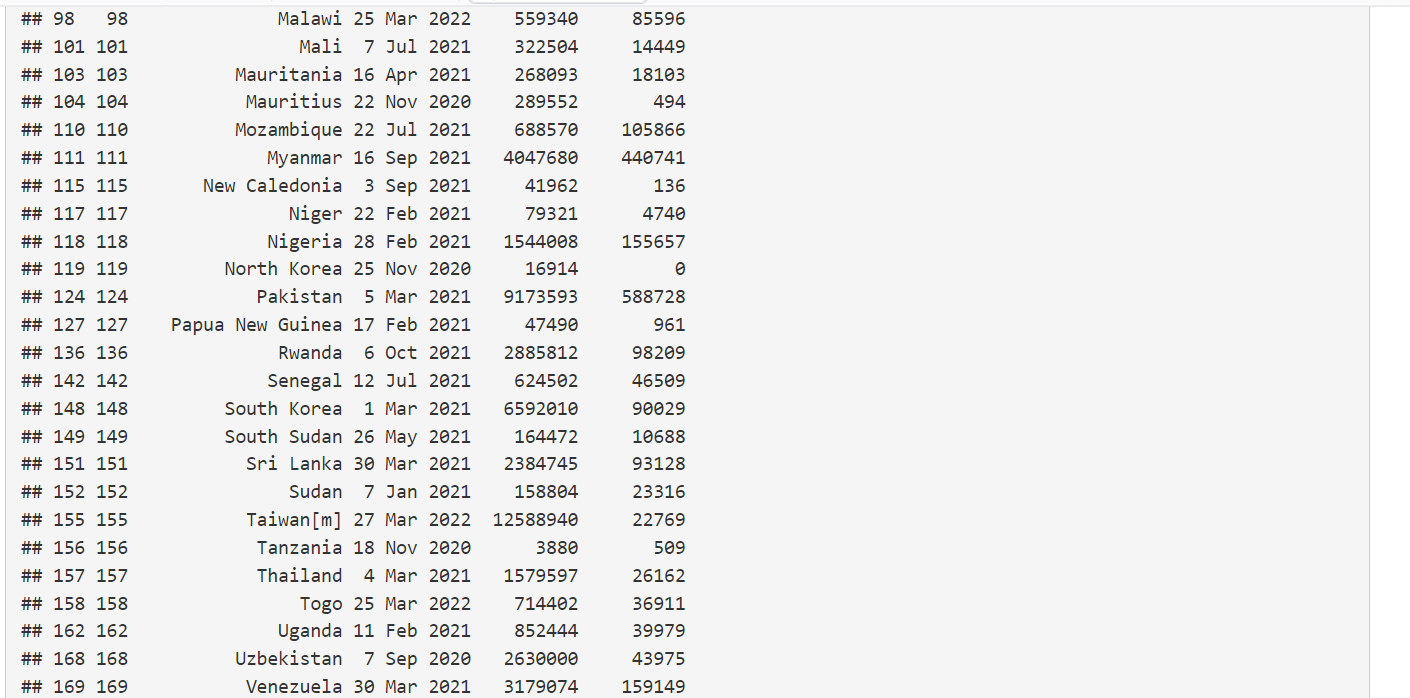 ## 98   98              Malawi 25 Mar 2022    559340    85596
## 101 101                Mali  7 Jul 2021    322504    14449
## 103 103          Mauritania 16 Apr 2021    268093    18103
## 104 104           Mauritius 22 Nov 2020    289552      494
## 110 110          Mozambique 22 Jul 2021    688570   105866
## 111 111             Myanmar 16 Sep 2021   4047680   440741
## 115 115       New Caledonia  3 Sep 2021     41962      136
## 117 117               Niger 22 Feb 2021     79321     4740
## 118 118             Nigeria 28 Feb 2021   1544008   155657
## 119 119         North Korea 25 Nov 2020     16914        0
## 124 124            Pakistan  5 Mar 2021   9173593   588728
## 127 127    Papua New Guinea 17 Feb 2021     47490      961
## 136 136              Rwanda  6 Oct 2021   2885812    98209
## 142 142             Senegal 12 Jul 2021    624502    46509
## 148 148         South Korea  1 Mar 2021   6592010    90029
## 149 149         South Sudan 26 May 2021    164472    10688
## 151 151           Sri Lanka 30 Mar 2021   2384745    93128
## 152 152               Sudan  7 Jan 2021    158804    23316
## 155 155           Taiwan[m] 27 Mar 2022  12588940    22769
## 156 156            Tanzania 18 Nov 2020      3880      509
## 157 157            Thailand  4 Mar 2021   1579597    26162
## 158 158                Togo 25 Mar 2022    714402    36911
## 162 162              Uganda 11 Feb 2021    852444    39979
## 168 168          Uzbekistan  7 Sep 2020   2630000    43975
## 169 169           Venezuela 30 Mar 2021   3179074   159149